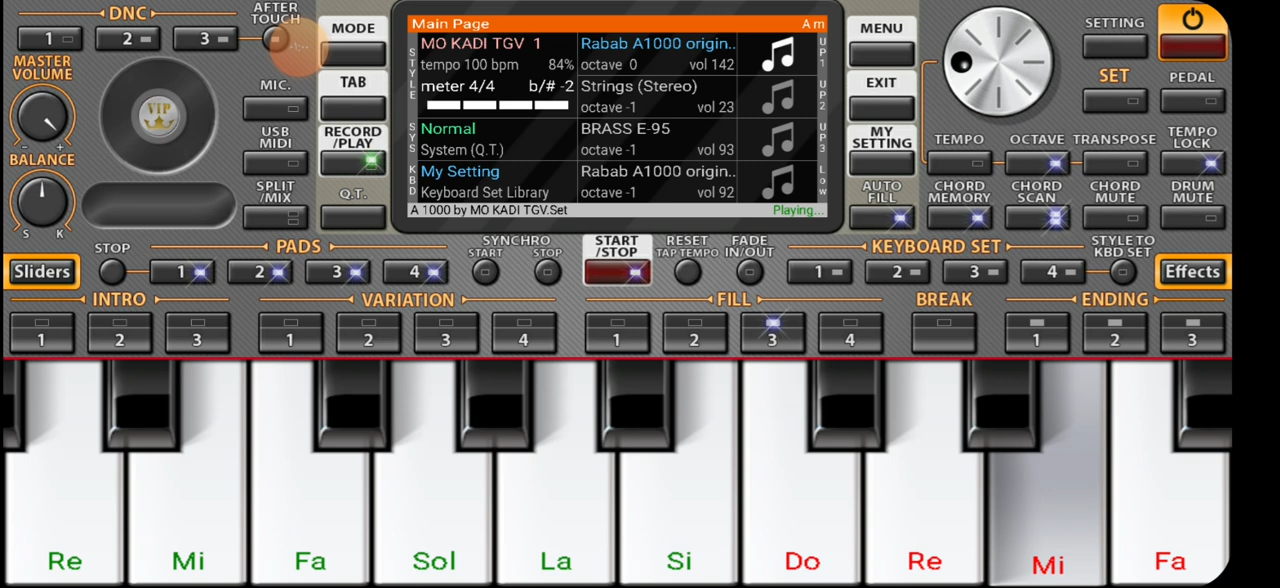 DNC
AFTER TOUCH
1 2 3
MODE
MASTER VOLUME
- +
BALANCE
S K
VIP
MIC.
USB MIDI
SPLIT /MIX
TAB
RECORD /PLAY
Q.T.
Main Page Am
STYLE
MO KADI TGV 1
tempo 100 bpm 84%
meter 4/4 b/# -2
SYS
Normal
System (Q.T.)
KBD
My Setting
Keyboard Set Library
Rabab A1000 origin..
octave 0 vol 142
UP1
Strings (Stereo)
octave -1 vol 23
UP2
BRASS E-95
octave -1 vol 93
UP3
Rabab A1000 origin..
octave -1 vol 92
Low
A 1000 by MO KADI TGV.Set Playing...
MENU
EXIT
MY SETTING
AUTO FILL
SETTING
SET
PEDAL
TEMPO OCTAVE TRANSPOSE TEMPO LOCK
CHORD MEMORY CHORD SCAN CHORD MUTE DRUM MUTE
Sliders
STOP
PADS
1 2 3 4
SYNCHRO
START STOP
START /STOP
RESET
TAP TEMPO
FADE IN/OUT
KEYBOARD SET
1 2 3 4
STYLE TO KBD SET
Effects
INTRO VARIATION FILL BREAK ENDING
1 2 3 1 2 3 4 1 2 3 4 1 2 3
Re Mi Fa Sol La Si Do Re Mi Fa